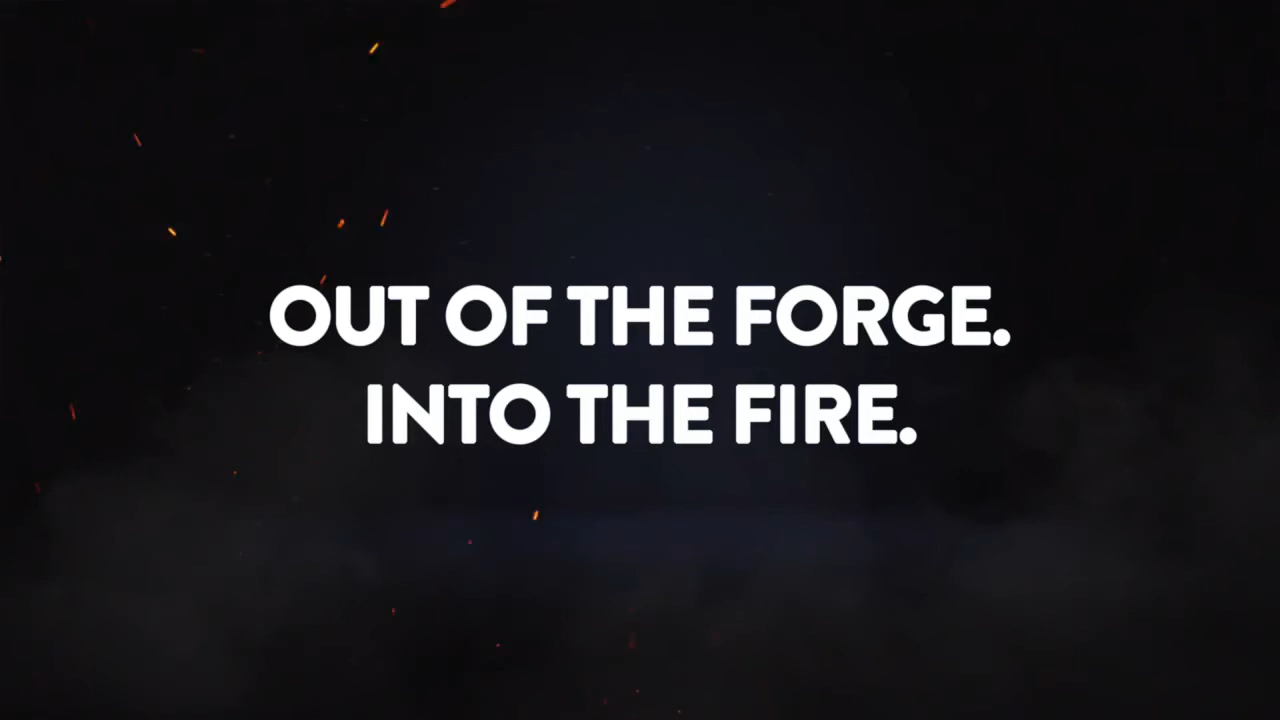 OUT OF THE FORGE.
INTO THE FIRE.